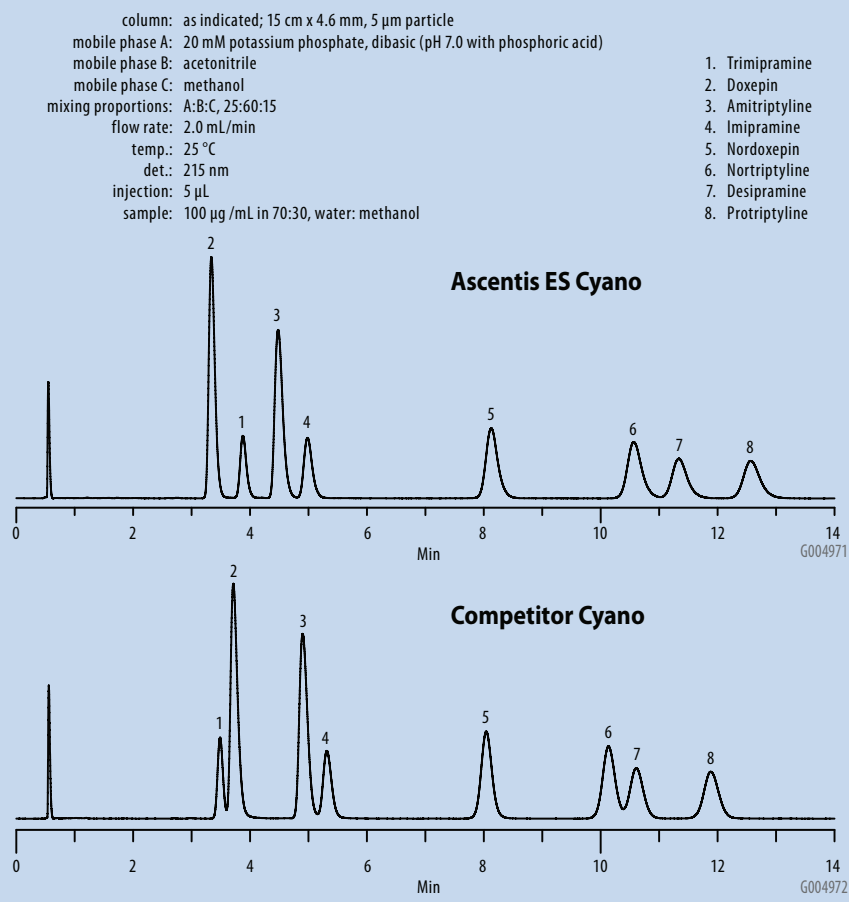 column: as indicated; 15 cm x 4.6 mm, 5 µm particle
mobile phase A: 20 mM potassium phosphate, dibasic (pH 7.0 with phosphoric acid)
mobile phase B: acetonitrile
mobile phase C: methanol
mixing proportions: A:B:C, 25:60:15
flow rate: 2.0 mL/min
temp.: 25 °C
det.: 215 nm
injection: 5 µL
sample: 100 µg /mL in 70:30, water: methanol
1. Trimipramine
2. Doxepin
3. Amitriptyline
4. Imipramine
5. Nordoxepin
6. Nortriptyline
7. Desipramine
8. Protriptyline
Ascentis ES Cyano
2
1
3
4
5
6
7
8
0 2 4 6 8 10 12 14
Min
G004971
Competitor Cyano
1
2
3
4
5
6
7
8
0 2 4 6 8 10 12 14
Min
G004972